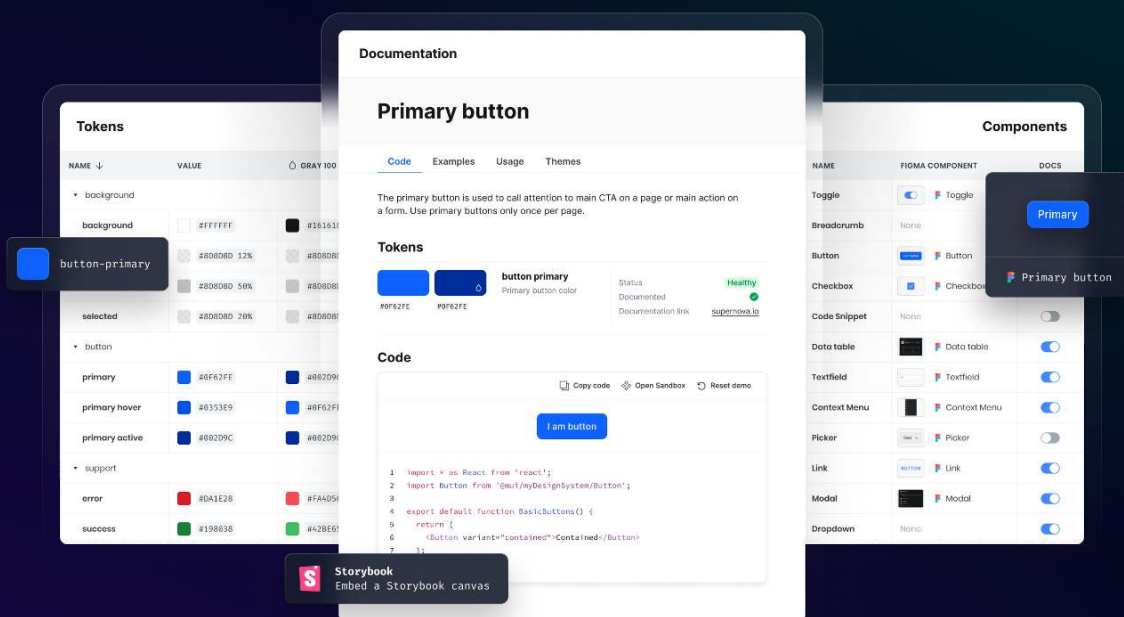 Documentation
Primary button
Code Examples Usage Themes
The primary button is used to call attention to main CTA on a page or main action on
a form. Use primary buttons only once per page.
Tokens
button primary
Primary button color
#0F62FE #0F62FE
Status Healthy
Documented
Documentation link supernova.io
Code
Copy code Open Sandbox Reset demo
I am button
1 import * as React from 'react';
2 import Button from '@mui/myDesignSystem/Button';
3
4 export default function BasicButtons() {
5 return (
6 <Button variant="contained">Contained</Button>
7 );
Storybook
Embed a Storybook canvas
Tokens
NAME VALUE GRAY 100
background
background #FFFFFF #16161
#8D8D8D 12% #8D8D8
#8D8D8D 50% #8D8D8
selected #8D8D8D 20% #8D8D8
button
primary #0F62FE #002D9
primary hover #0353E9 #0F62F
primary active #002D9C #002D9
support
error #DA1E28 #FA4D5
success #198038 #42BE6
button-primary
Components
NAME FIGMA COMPONENT DOCS
Toggle Toggle
Breadcrumb None
Button Button
Checkbox Checkbox
Code Snippet None
Data table Data table
Textfield Textfield
Context Menu Context Menu
Picker Picker
Link BUTTON Link
Modal Modal
Dropdown None
Primary
Primary button